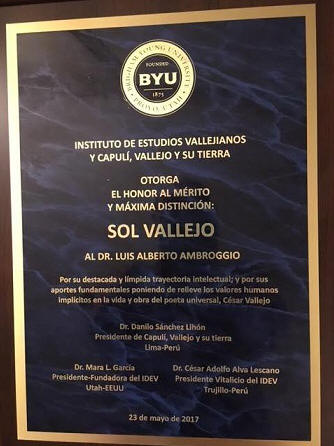 BRIGHAM YOUNG UNIVERSITY
FOUNDED
BYU
1875
PROVO, UTAH
INSTITUTO DE ESTUDIOS VALLEJIANOS
Y CAPULÍ, VALLEJO Y SU TIERRA
OTORGA
EL HONOR AL MÉRITO
Y MÁXIMA DISTINCIÓN:
SOL VALLEJO
AL DR. LUIS ALBERTO AMBROGGIO
Por su destacada y límpida trayectoria intelectual; y por sus
aportes fundamentales poniendo de relieve los valores humanos
implícitos en la vida y obra del poeta universal, César Vallejo
Dr. Danilo Sánchez Lihón
Presidente de Capulí, Vallejo y su tierra
Lima-Perú
Dr. Mara L. García
Presidente-Fundadora del IDEV
Utah-EEUU
Dr. César Adolfo Alva Lescano
Presidente Vitalicio del IDEV
Trujillo-Perú
23 de mayo de 2017